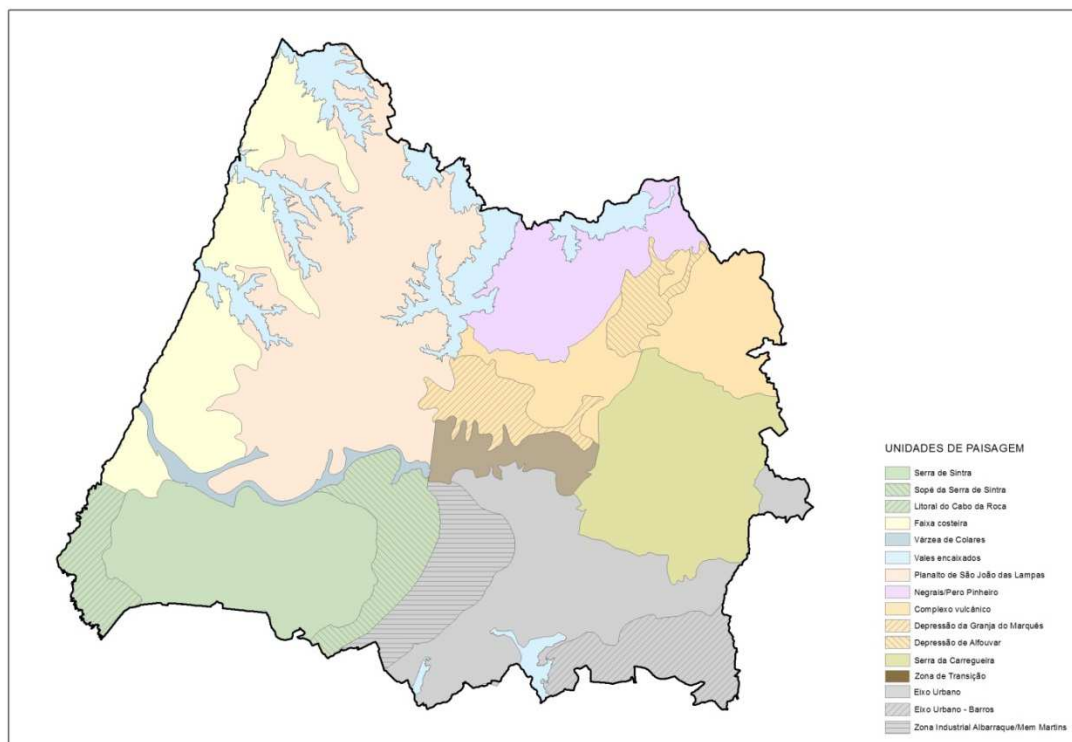 UNIDADES DE PAISAGEM
Serra de Sintra
Sopé da Serra de Sintra
Litoral do Cabo da Roca
Faixa costeira
Várzea de Colares
Vales encaixados
Planalto de São João das Lampas
Negrais/Pero Pinheiro
Complexo vulcânico
Depressão da Granja do Marquês
Depressão de Alfouvar
Serra da Carregueira
Zona de Transição
Eixo Urbano
Eixo Urbano - Barros
Zona Industrial Albarraque/Mem Martins